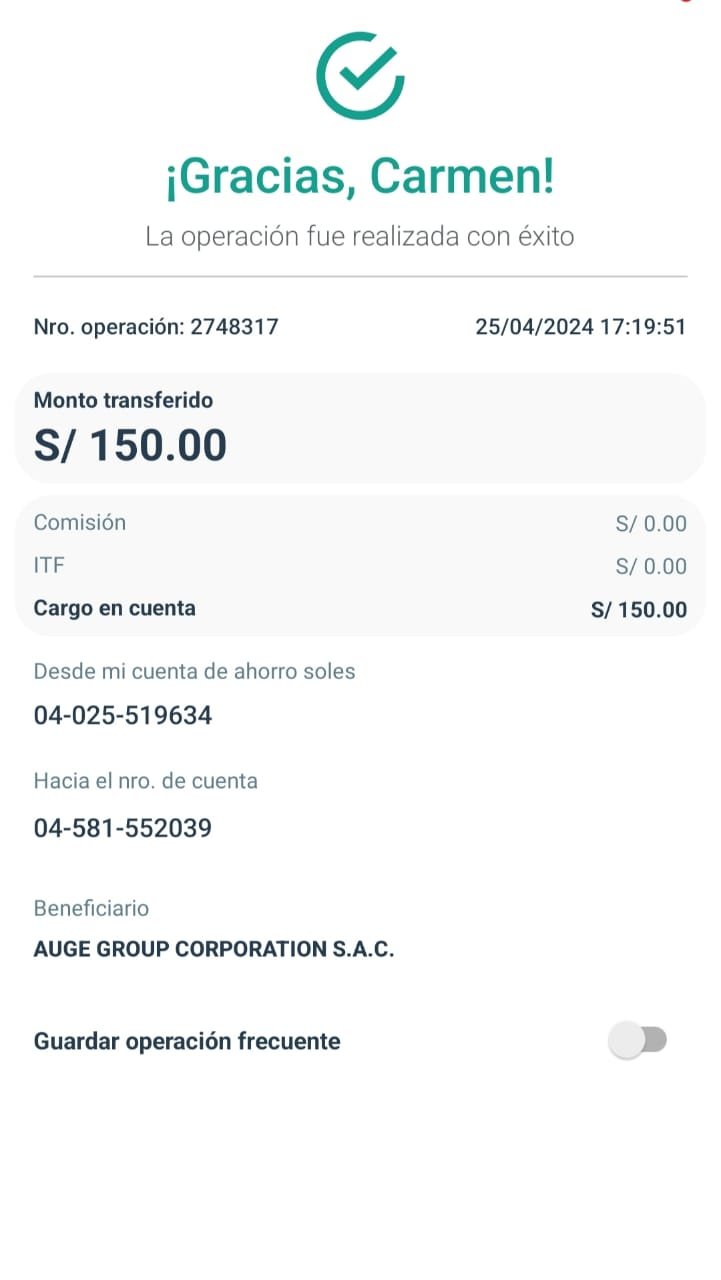 ¡Gracias, Carmen!
La operación fue realizada con éxito
Nro. operación: 2748317 25/04/2024 17:19:51
Monto transferido
S/ 150.00
Comisión S/ 0.00
ITF S/ 0.00
Cargo en cuenta S/ 150.00
Desde mi cuenta de ahorro soles
04-025-519634
Hacia el nro. de cuenta
04-581-552039
Beneficiario
AUGE GROUP CORPORATION S.A.C.
Guardar operación frecuente